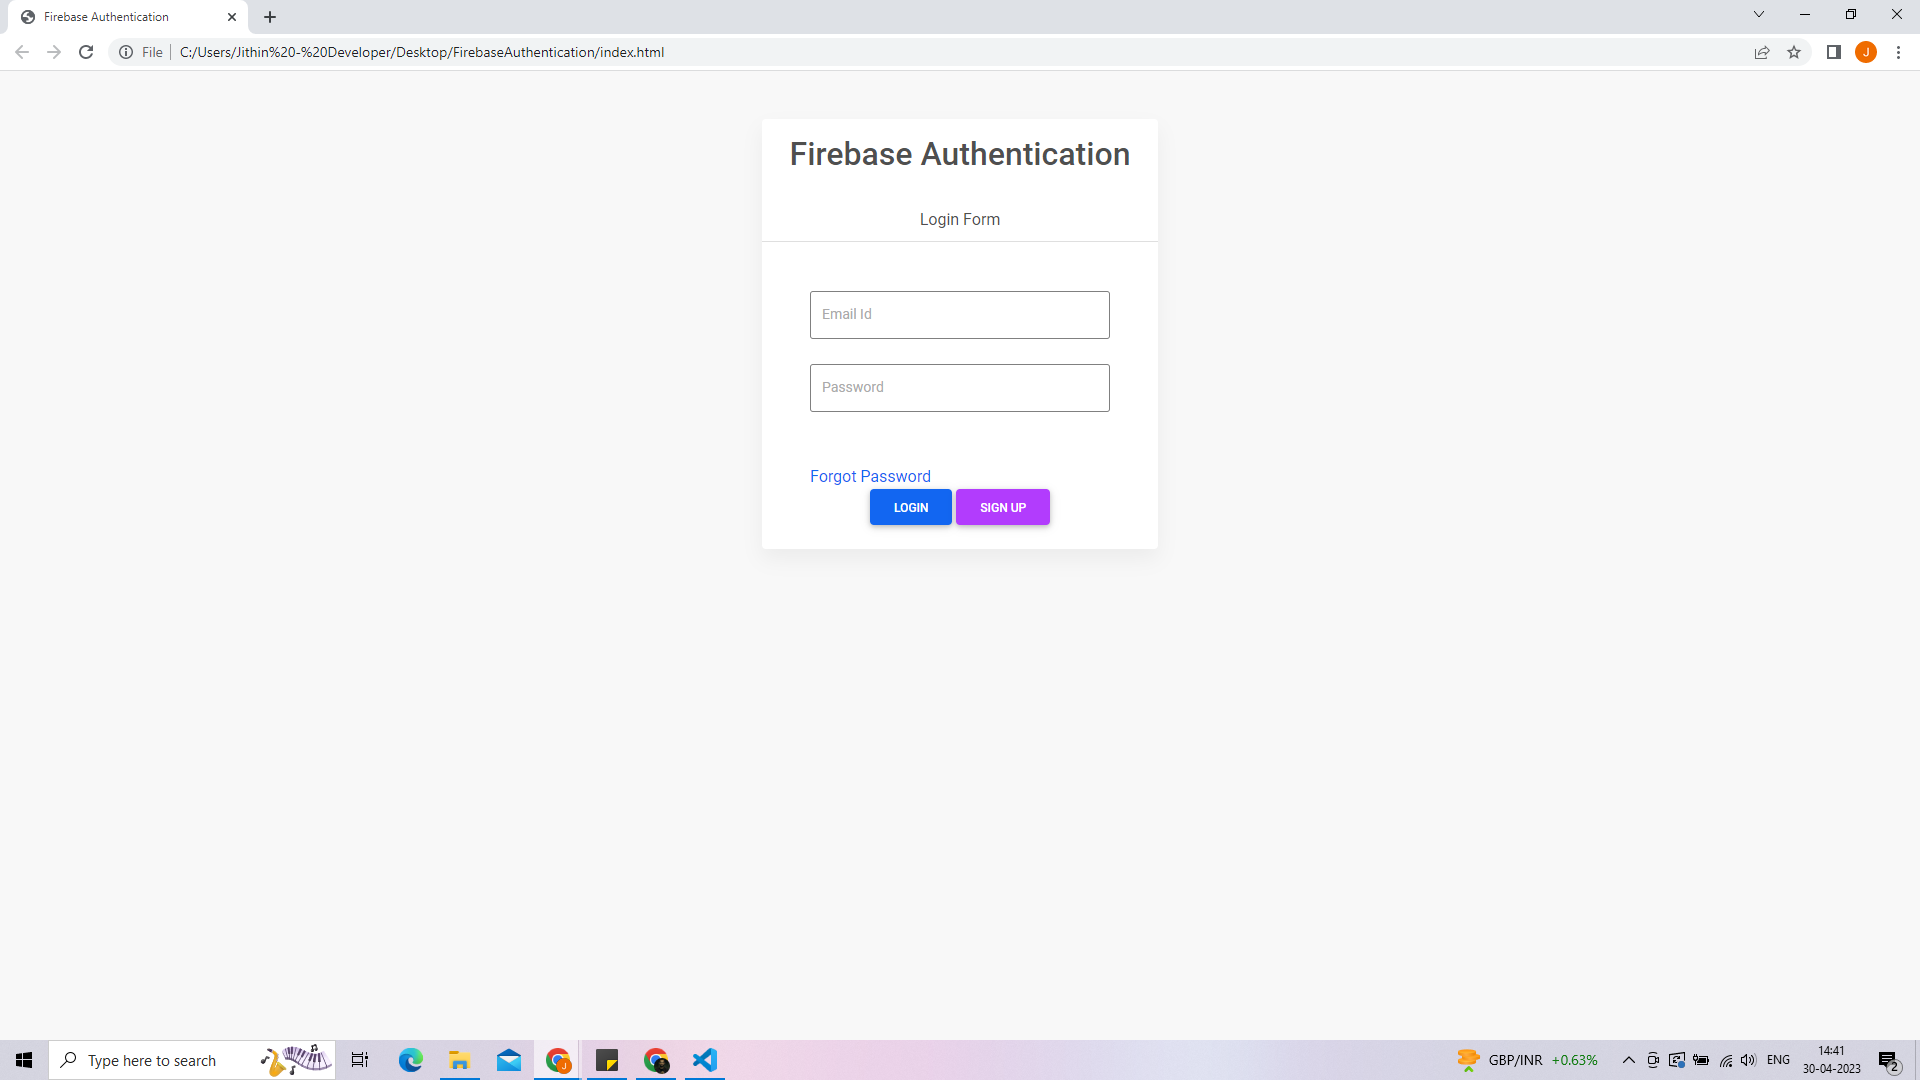 Firebase Authentication
File
C:/Users/Jithin%20-%20Developer/Desktop/FirebaseAuthentication/index.html
J
Firebase Authentication
Login Form
Email Id
Password
Forgot Password
LOGIN SIGN UP
Type here to search
J
GBP/INR +0.63%
ENG
14:41
30-04-2023
2